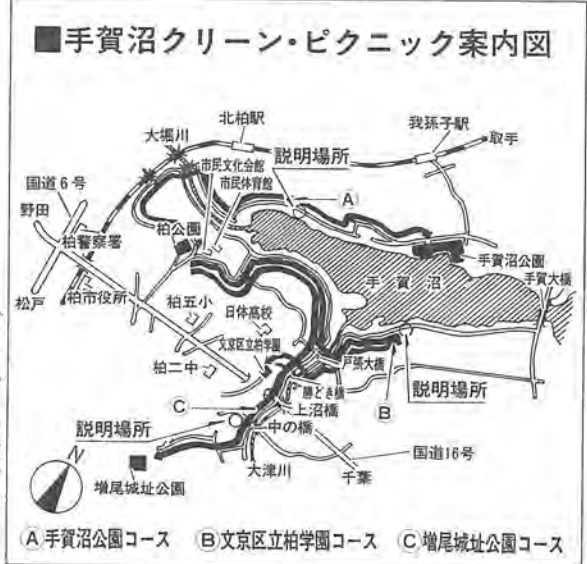 ■手賀沼クリーン・ピクニック案内図
北柏駅
大堀川
我孫子駅
取手
市民文化会館
説明場所
市民体育館
国道6号
Ⓐ
野田
柏公園
柏警察署
手賀沼公園
手賀大橋
手賀沼
柏市役所
松戸
柏五小
日体高校
文京区立柏学園
戸張大橋
柏二中
勝どき橋
Ⓑ
説明場所
Ⓒ
上沼橋
説明場所
中の橋
国道16号
大津川
千葉
N
増尾城址公園
Ⓐ手賀沼公園コース Ⓑ文京区立柏学園コース Ⓒ増尾城址公園コース